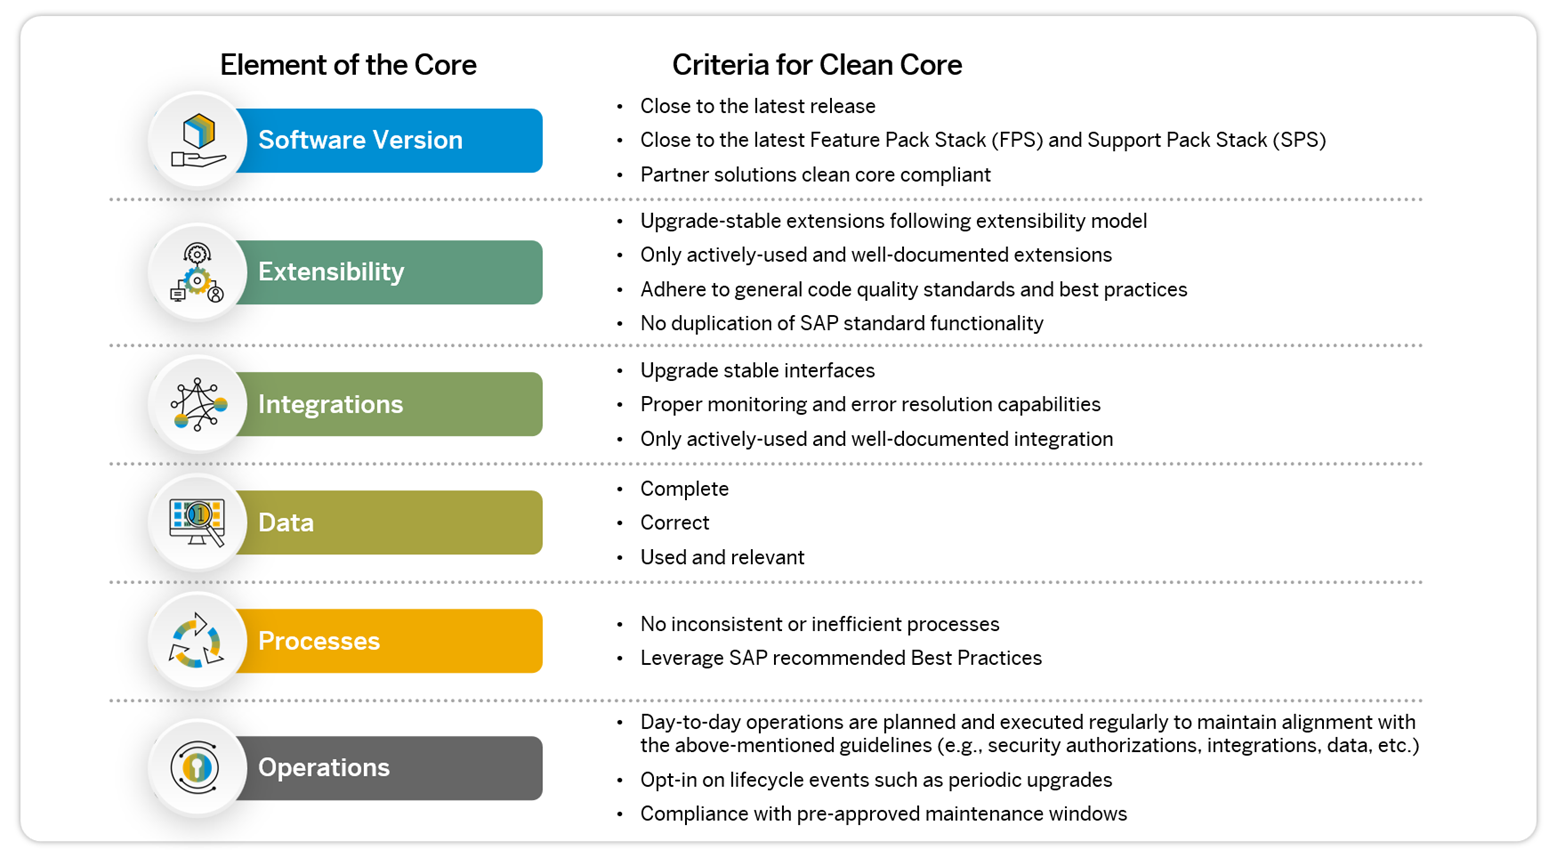 Element of the Core
Criteria for Clean Core
Software Version
• Close to the latest release
• Close to the latest Feature Pack Stack (FPS) and Support Pack Stack (SPS)
• Partner solutions clean core compliant
Extensibility
• Upgrade-stable extensions following extensibility model
• Only actively-used and well-documented extensions
• Adhere to general code quality standards and best practices
• No duplication of SAP standard functionality
Integrations
• Upgrade stable interfaces
• Proper monitoring and error resolution capabilities
• Only actively-used and well-documented integration
1
Data
• Complete
• Correct
• Used and relevant
Processes
• No inconsistent or inefficient processes
• Leverage SAP recommended Best Practices
Operations
• Day-to-day operations are planned and executed regularly to maintain alignment with
the above-mentioned guidelines (e.g., security authorizations, integrations, data, etc.)
• Opt-in on lifecycle events such as periodic upgrades
• Compliance with pre-approved maintenance windows